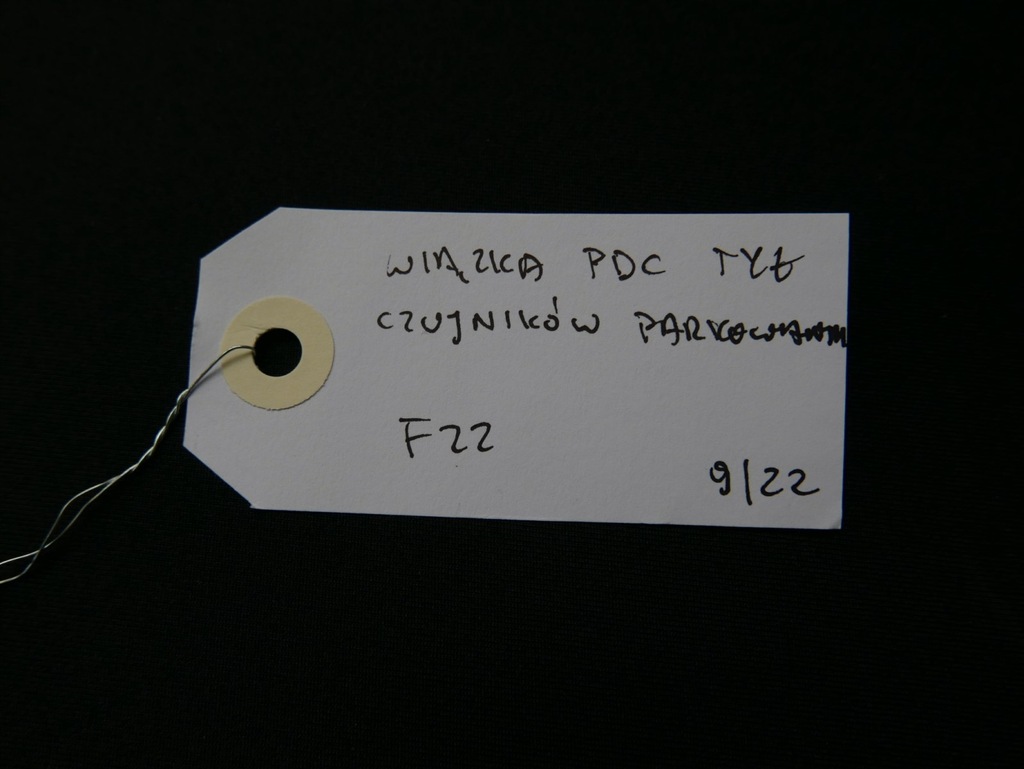 WIĄZKA PDC TYŁ
CZUJNIKÓW
F22
9/22